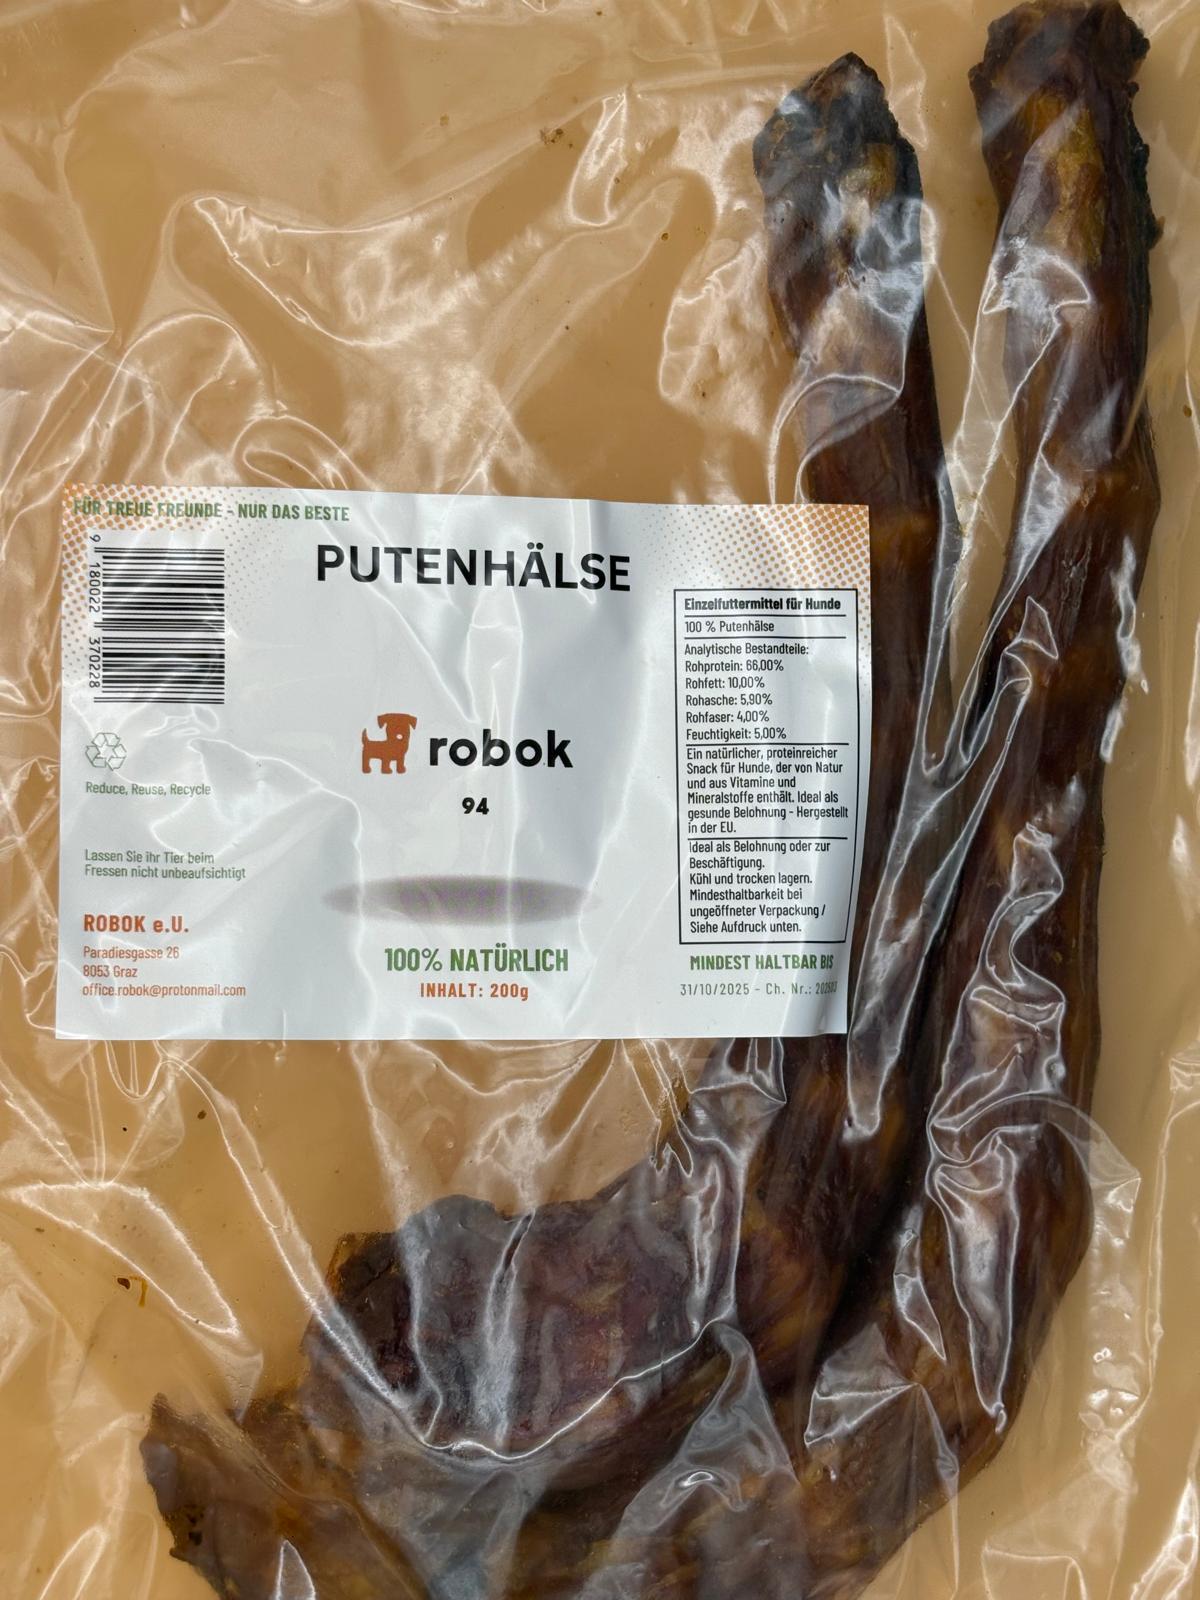 FÜR TREUE FREUNDE - NUR DAS BESTE
9 180022 370228
PUTENHÄLSE
robok
94
Reduce, Reuse, Recycle
Lassen Sie ihr Tier beim
Fressen nicht unbeaufsichtigt
ROBOK e.U.
Paradiesgasse 26
8053 Graz
office.robok@protonmail.com
100% NATÜRLICH
INHALT: 200g
Einzelfuttermittel für Hunde
100 % Putenhälse
Analytische Bestandteile:
Rohprotein: 66,00%
Rohfett: 10,00%
Rohasche: 5,90%
Rohfaser: 4,00%
Feuchtigkeit: 5,00%
Ein natürlicher, proteinreicher
Snack für Hunde, der von Natur
und aus Vitamine und
Mineralstoffe enthält. Ideal als
gesunde Belohnung - Hergestellt
in der EU.
Ideal als Belohnung oder zur
Beschäftigung.
Kühl und trocken lagern.
Mindesthaltbarkeit bei
ungeöffneter Verpackung /
Siehe Aufdruck unten.
MINDEST HALTBAR BIS
31/10/2025 - Ch. Nr.: